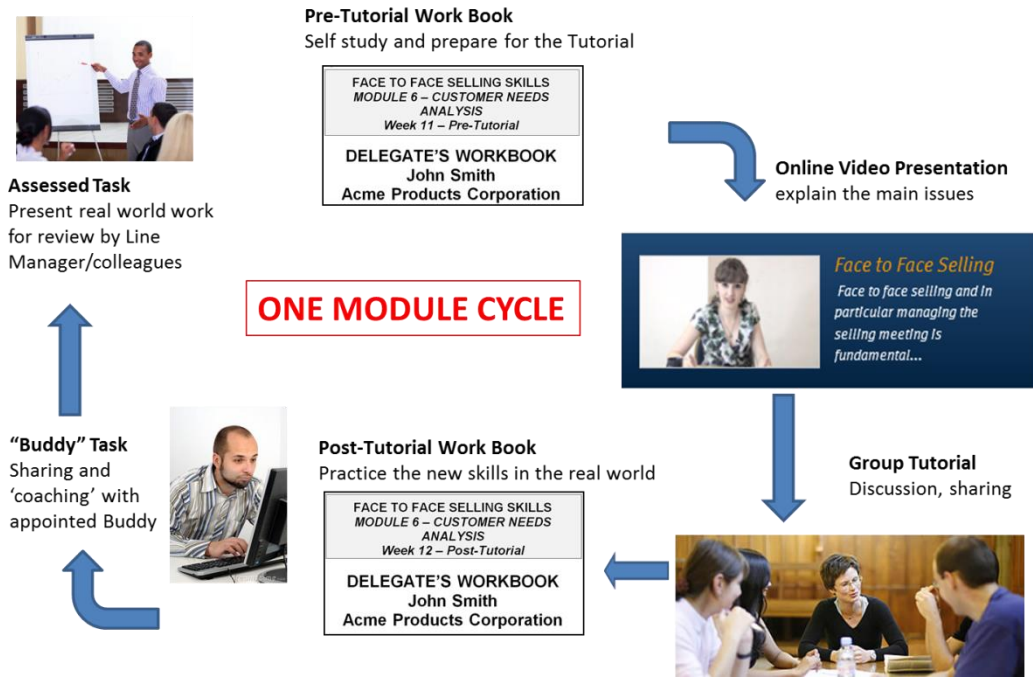 Pre-Tutorial Work Book
Self study and prepare for the Tutorial
FACE TO FACE SELLING SKILLS
MODULE 6 – CUSTOMER NEEDS
ANALYSIS
Week 11 – Pre-Tutorial
DELEGATE'S WORKBOOK
John Smith
Acme Products Corporation
Online Video Presentation
explain the main issues
Face to Face Selling
Face to face selling and in
particular managing the
selling meeting is
fundamental...
Group Tutorial
Discussion, sharing
Post-Tutorial Work Book
Practice the new skills in the real world
FACE TO FACE SELLING SKILLS
MODULE 6 – CUSTOMER NEEDS
ANALYSIS
Week 12 – Post-Tutorial
DELEGATE'S WORKBOOK
John Smith
Acme Products Corporation
“Buddy” Task
Sharing and
‘coaching’ with
appointed Buddy
Assessed Task
Present real world work
for review by Line
Manager/colleagues
ONE MODULE CYCLE